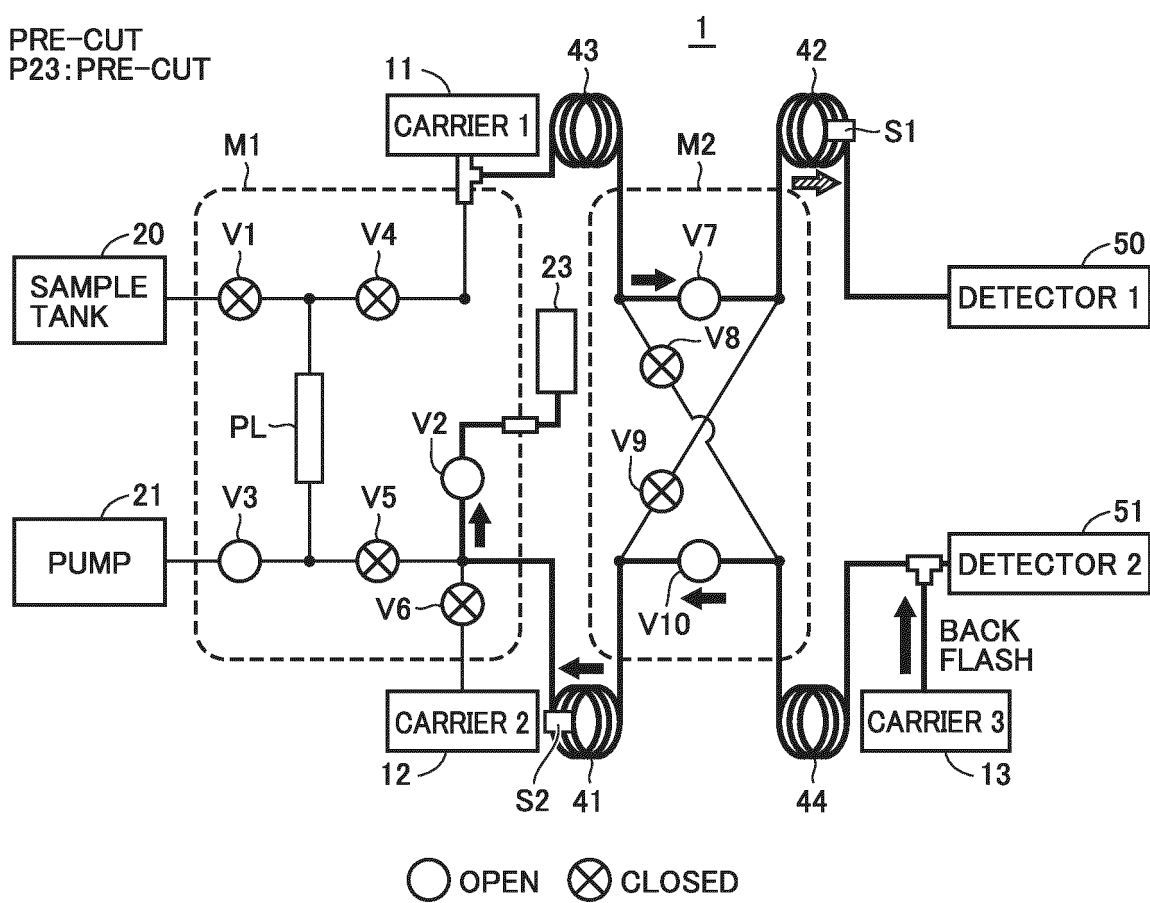 PRE-CUT
P23:PRE-CUT
1
11
43
42
CARRIER 1
S1
M1
M2
20
V1
V4
V7
50
SAMPLE
TANK
23
DETECTOR 1
V8
PL
V2
V9
21
V3
V5
51
PUMP
DETECTOR 2
V6
V10
BACK
FLASH
CARRIER 2
CARRIER 3
12
S2
41
44
13
OPEN
CLOSED